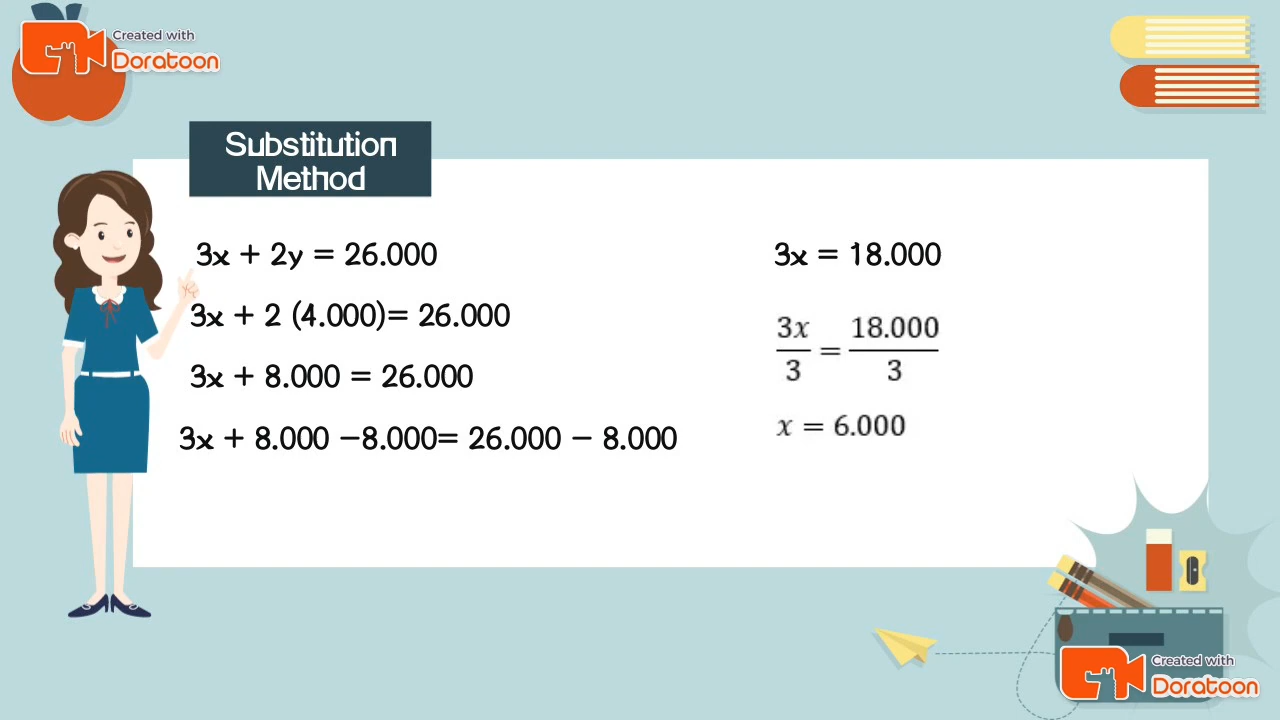 Created with
Doratoon
Substitution
Method
3x + 2y = 26.000
3x + 2 (4.000)= 26.000
3x + 8.000 = 26.000
3x + 8.000 −8.000= 26.000 − 8.000
3x = 18.000
3x/3 = 18.000/3
x = 6.000
Created with
Doratoon